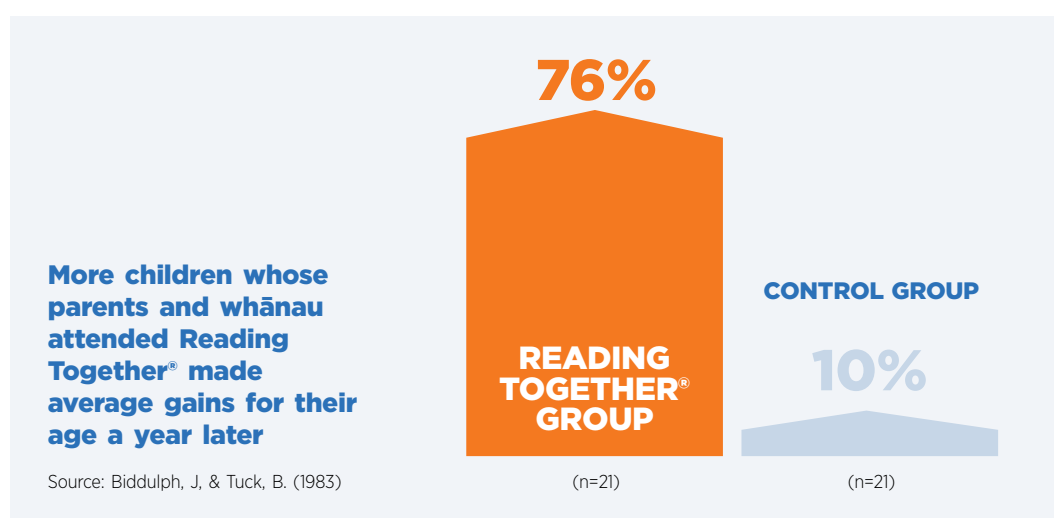 76%
More children whose
parents and whānau
attended Reading
Together® made
average gains for their
age a year later
Source: Biddulph, J, & Tuck, B. (1983)
READING
TOGETHER®
GROUP
(n=21)
CONTROL GROUP
10%
(n=21)